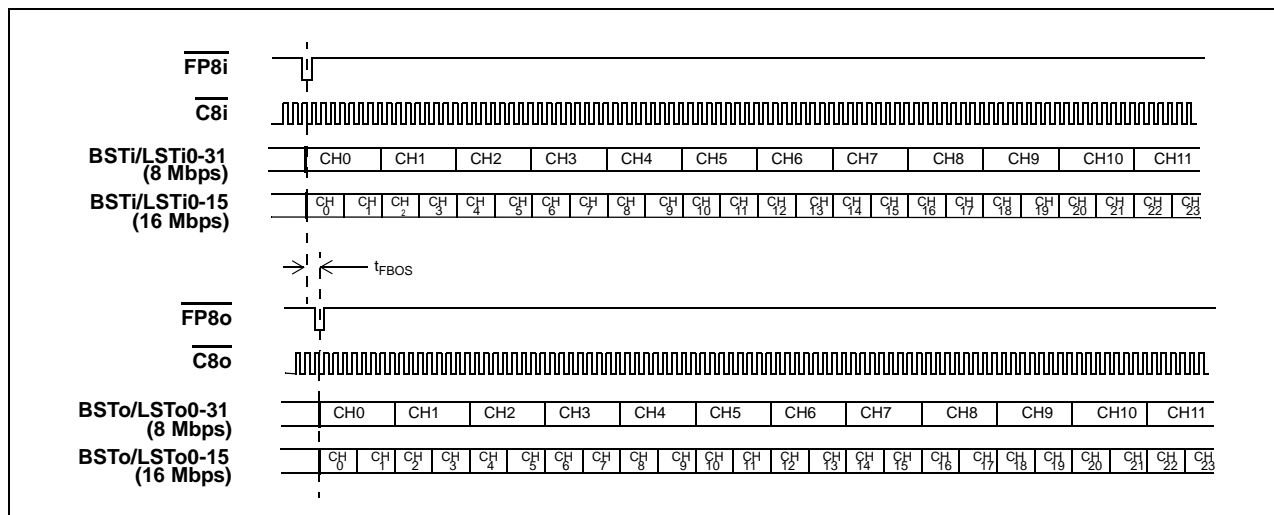 FP8i
C8i
BSTi/LSTi0-31
(8 Mbps)
CH0 CH1 CH2 CH3 CH4 CH5 CH6 CH7 CH8 CH9 CH10 CH11
BSTi/LSTi0-15
(16 Mbps)
CH 0 CH 1 CH 2 CH 3 CH 4 CH 5 CH 6 CH 7 CH 8 CH 9 CH 10 CH 11 CH 12 CH 13 CH 14 CH 15 CH 16 CH 17 CH 18 CH 19 CH 20 CH 21 CH 22 CH 23
tFBOS
FP8o
C8o
BSTo/LSTo0-31
(8 Mbps)
CH0 CH1 CH2 CH3 CH4 CH5 CH6 CH7 CH8 CH9 CH10 CH11
BSTo/LSTo0-15
(16 Mbps)
CH 0 CH 1 CH 2 CH 3 CH 4 CH 5 CH 6 CH 7 CH 8 CH 9 CH 10 CH 11 CH 12 CH 13 CH 14 CH 15 CH 16 CH 17 CH 18 CH 19 CH 20 CH 21 CH 22 CH 23